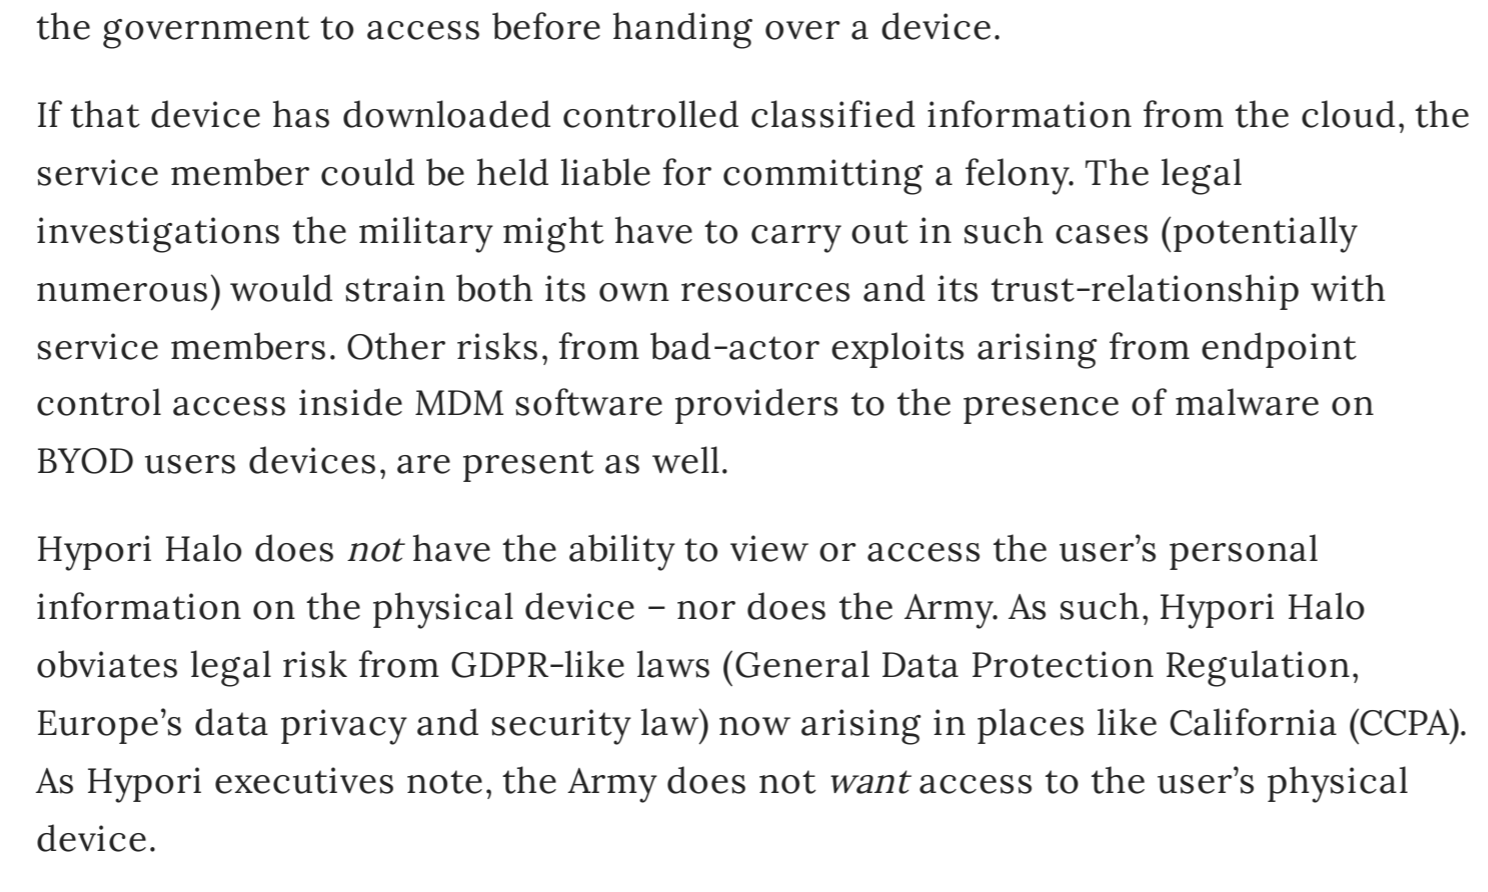 the government to access before handing over a device.
If that device has downloaded controlled classified information from the cloud, the
service member could be held liable for committing a felony. The legal
investigations the military might have to carry out in such cases (potentially
numerous) would strain both its own resources and its trust-relationship with
service members. Other risks, from bad-actor exploits arising from endpoint
control access inside MDM software providers to the presence of malware on
BYOD users devices, are present as well.
Hypori Halo does not have the ability to view or access the user’s personal
information on the physical device – nor does the Army. As such, Hypori Halo
obviates legal risk from GDPR-like laws (General Data Protection Regulation,
Europe’s data privacy and security law) now arising in places like California (CCPA).
As Hypori executives note, the Army does not want access to the user’s physical
device.